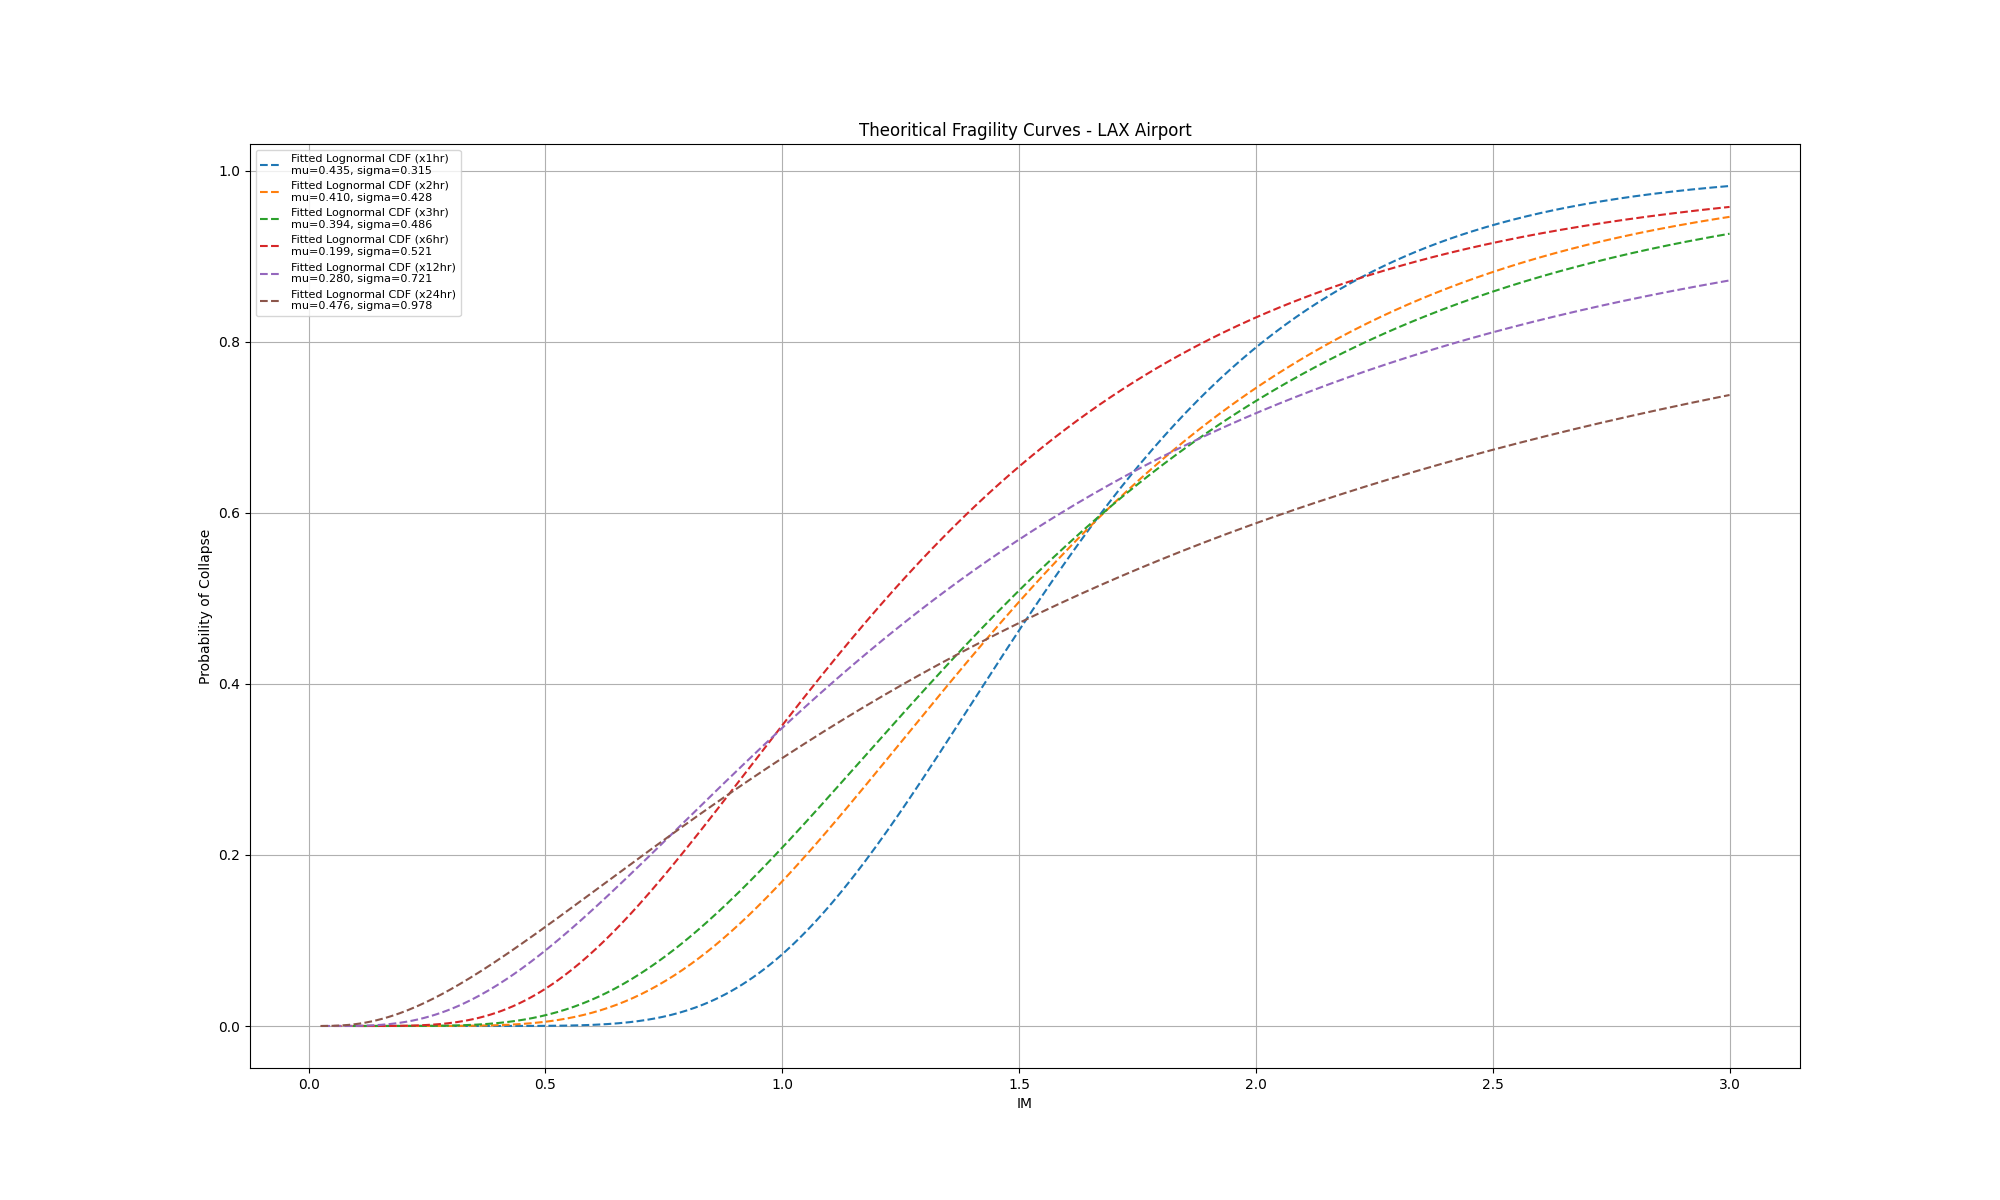 Theoritical Fragility Curves - LAX Airport
Fitted Lognormal CDF (x1hr)
mu=0.435, sigma=0.315
Fitted Lognormal CDF (x2hr)
mu=0.410, sigma=0.428
Fitted Lognormal CDF (x3hr)
mu=0.394, sigma=0.486
Fitted Lognormal CDF (x6hr)
mu=0.199, sigma=0.521
Fitted Lognormal CDF (x12hr)
mu=0.280, sigma=0.721
Fitted Lognormal CDF (x24hr)
mu=0.476, sigma=0.978
Probability of Collapse
1.0
0.8
0.6
0.4
0.2
0.0
0.0 0.5 1.0 1.5 2.0 2.5 3.0
IM